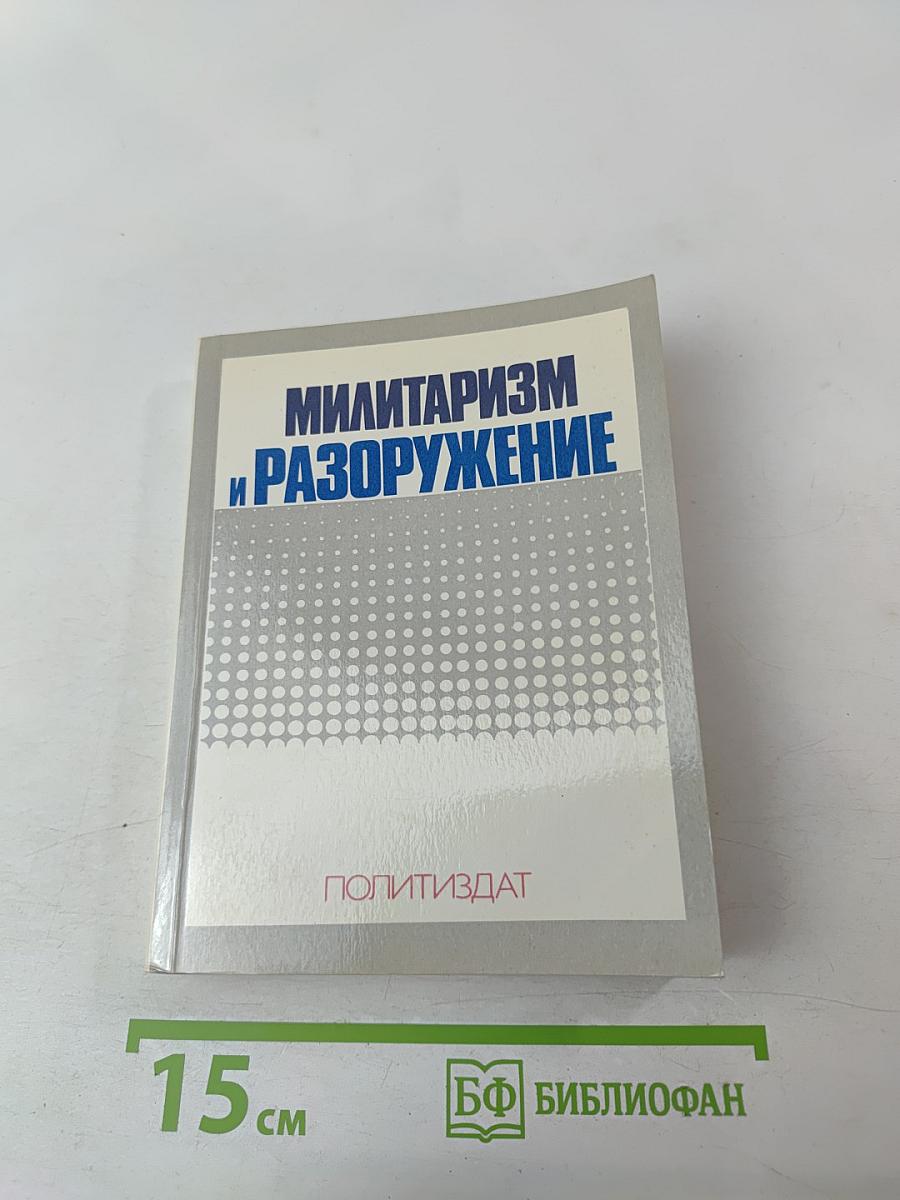 МИЛИТАРИЗМ
и РАЗОРУЖЕНИЕ
ПОЛИТИЗДАТ
15 см
БФ БИБЛИОФАН